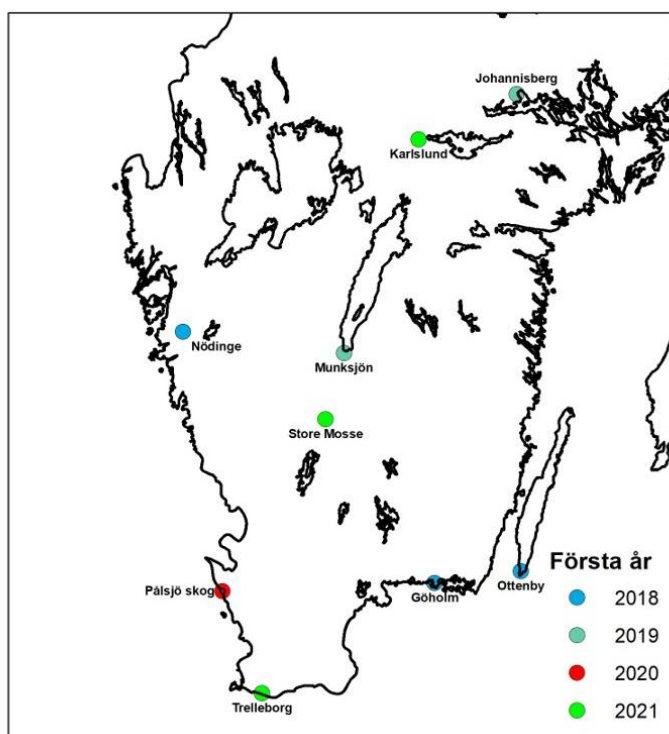 Johannisberg
Karlslund
Nödinge
Munksjön
Store Mosse
Pålsjö skog
Göholm
Ottenby
Trelleborg
Första år
2018
2019
2020
2021